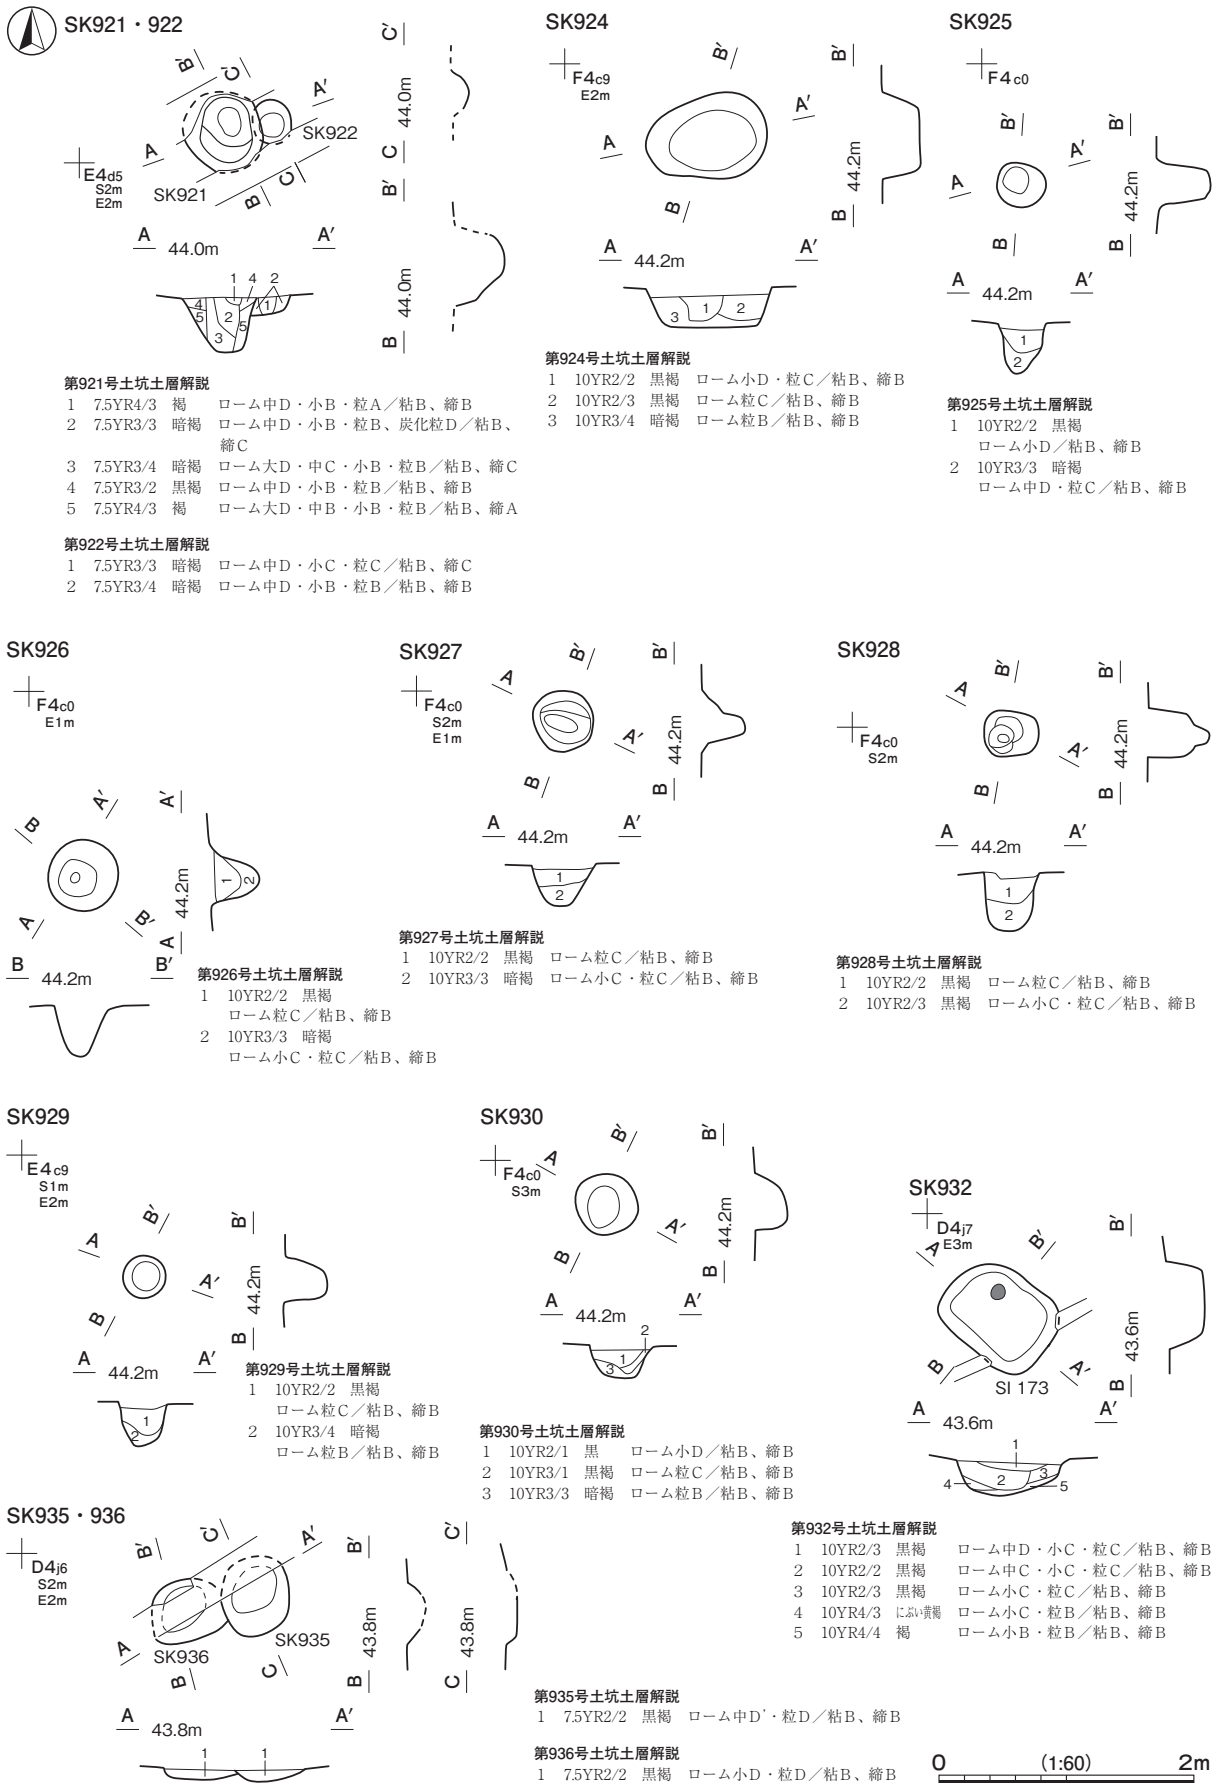 SK921・922
B′
C′
A′
A
SK922
E4d5
S2m
E2m
SK921
B
C
C′
44.0m
C
B′
44.0m
B
A 44.0m A′
1 4 2
4
5
2
3
5
1
第921号土坑土層解説
1 7.5YR4/3 褐 ローム中D・小B・粒A／粘B、締B
2 7.5YR3/3 暗褐 ローム中D・小B・粒B、炭化粒D／粘B、
締C
3 7.5YR3/4 暗褐 ローム大D・中C・小B・粒B／粘B、締C
4 7.5YR3/2 黒褐 ローム中D・小B・粒B／粘B、締B
5 7.5YR4/3 褐 ローム大D・中B・小B・粒B／粘B、締A
第922号土坑土層解説
1 7.5YR3/3 暗褐 ローム中D・小C・粒C／粘B、締C
2 7.5YR3/4 暗褐 ローム中D・小B・粒B／粘B、締B
SK924
F4c9
E2m
B′
A′
A
B
B′
44.2m
B
A 44.2m A′
3 1 2
第924号土坑土層解説
1 10YR2/2 黒褐 ローム小D・粒C／粘B、締B
2 10YR2/3 黒褐 ローム粒C／粘B、締B
3 10YR3/4 暗褐 ローム粒B／粘B、締B
SK925
F4c0
B′
A′
A
B
B′
44.2m
B
A 44.2m A′
1
2
第925号土坑土層解説
1 10YR2/2 黒褐
ローム小D／粘B、締B
2 10YR3/3 暗褐
ローム中D・粒C／粘B、締B
SK926
F4c0
E1m
B
A′
A
B′
A′
44.2m
A
1 2
B 44.2m B′
第926号土坑土層解説
1 10YR2/2 黒褐
ローム粒C／粘B、締B
2 10YR3/3 暗褐
ローム小C・粒C／粘B、締B
SK927
F4c0
S2m
E1m
A
B′
A′
B
B′
44.2m
B
A 44.2m A′
1
2
第927号土坑土層解説
1 10YR2/2 黒褐 ローム粒C／粘B、締B
2 10YR3/3 暗褐 ローム小C・粒C／粘B、締B
SK928
F4c0
S2m
A
B′
A′
B
B′
44.2m
B
A 44.2m A′
1
2
第928号土坑土層解説
1 10YR2/2 黒褐 ローム粒C／粘B、締B
2 10YR2/3 黒褐 ローム小C・粒C／粘B、締B
SK929
E4c9
S1m
E2m
A
B′
A′
B
B′
44.2m
B
A 44.2m A′
1
2
第929号土坑土層解説
1 10YR2/2 黒褐
ローム粒C／粘B、締B
2 10YR3/4 暗褐
ローム粒B／粘B、締B
SK930
F4c0
S3m
A
B′
A′
B
B′
44.2m
B
A 44.2m A′
2
1
3
第930号土坑土層解説
1 10YR2/1 黒 ローム小D／粘B、締B
2 10YR3/1 黒褐 ローム粒C／粘B、締B
3 10YR3/3 暗褐 ローム粒B／粘B、締B
SK932
D4j7
E3m
A
B′
B
SI 173
A′
B′
43.6m
B
A 43.6m A′
1
2
3
4
5
第932号土坑土層解説
1 10YR2/3 黒褐 ローム中D・小C・粒C／粘B、締B
2 10YR2/2 黒褐 ローム中C・小C・粒C／粘B、締B
3 10YR2/3 黒褐 ローム小C・粒C／粘B、締B
4 10YR4/3 にぶい黄褐 ローム小C・粒B／粘B、締B
5 10YR4/4 褐 ローム小B・粒B／粘B、締B
SK935・936
D4j6
S2m
E2m
B′
C′
A′
A
SK936
SK935
B
C
B′
43.8m
B
C′
43.8m
C
A 43.8m A′
1 1
第935号土坑土層解説
1 7.5YR2/2 黒褐 ローム中D′・粒D／粘B、締B
第936号土坑土層解説
1 7.5YR2/2 黒褐 ローム小D・粒D／粘B、締B
0 (1:60) 2m